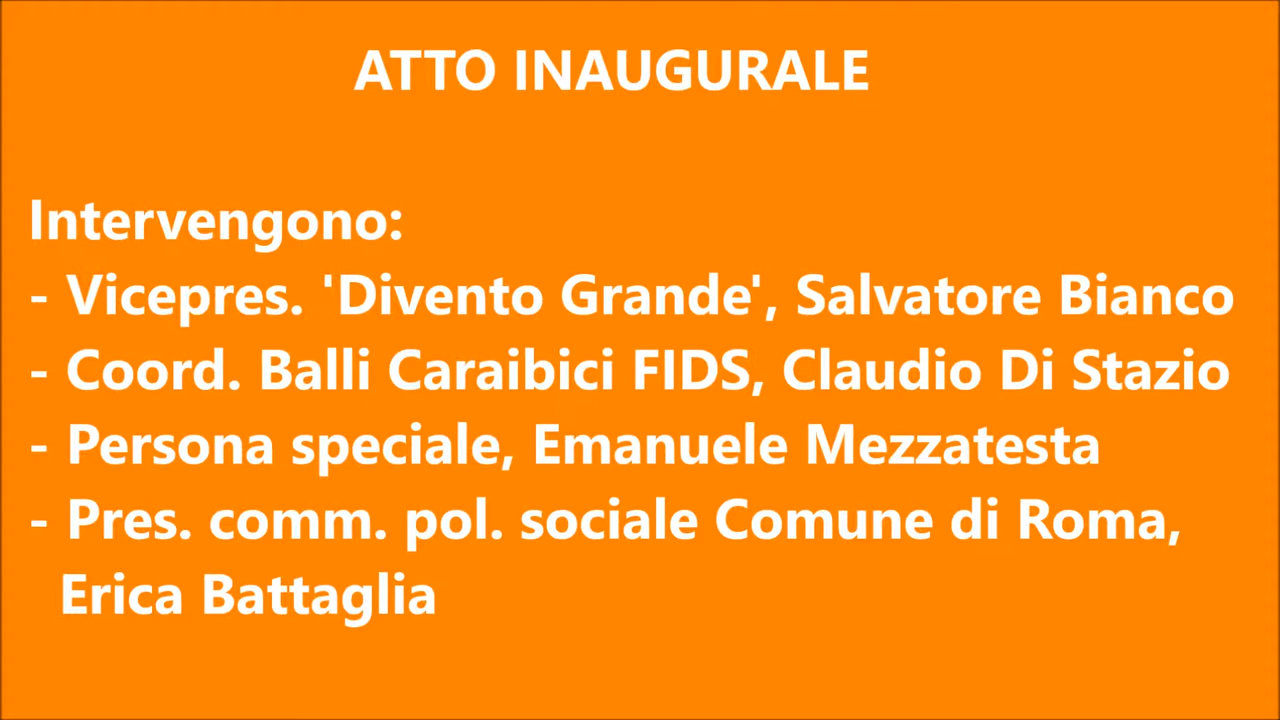 ATTO INAUGURALE
Intervengono:
- Vicepres. 'Divento Grande', Salvatore Bianco
- Coord. Balli Caraibici FIDS, Claudio Di Stazio
- Persona speciale, Emanuele Mezzatesta
- Pres. comm. pol. sociale Comune di Roma,
Erica Battaglia